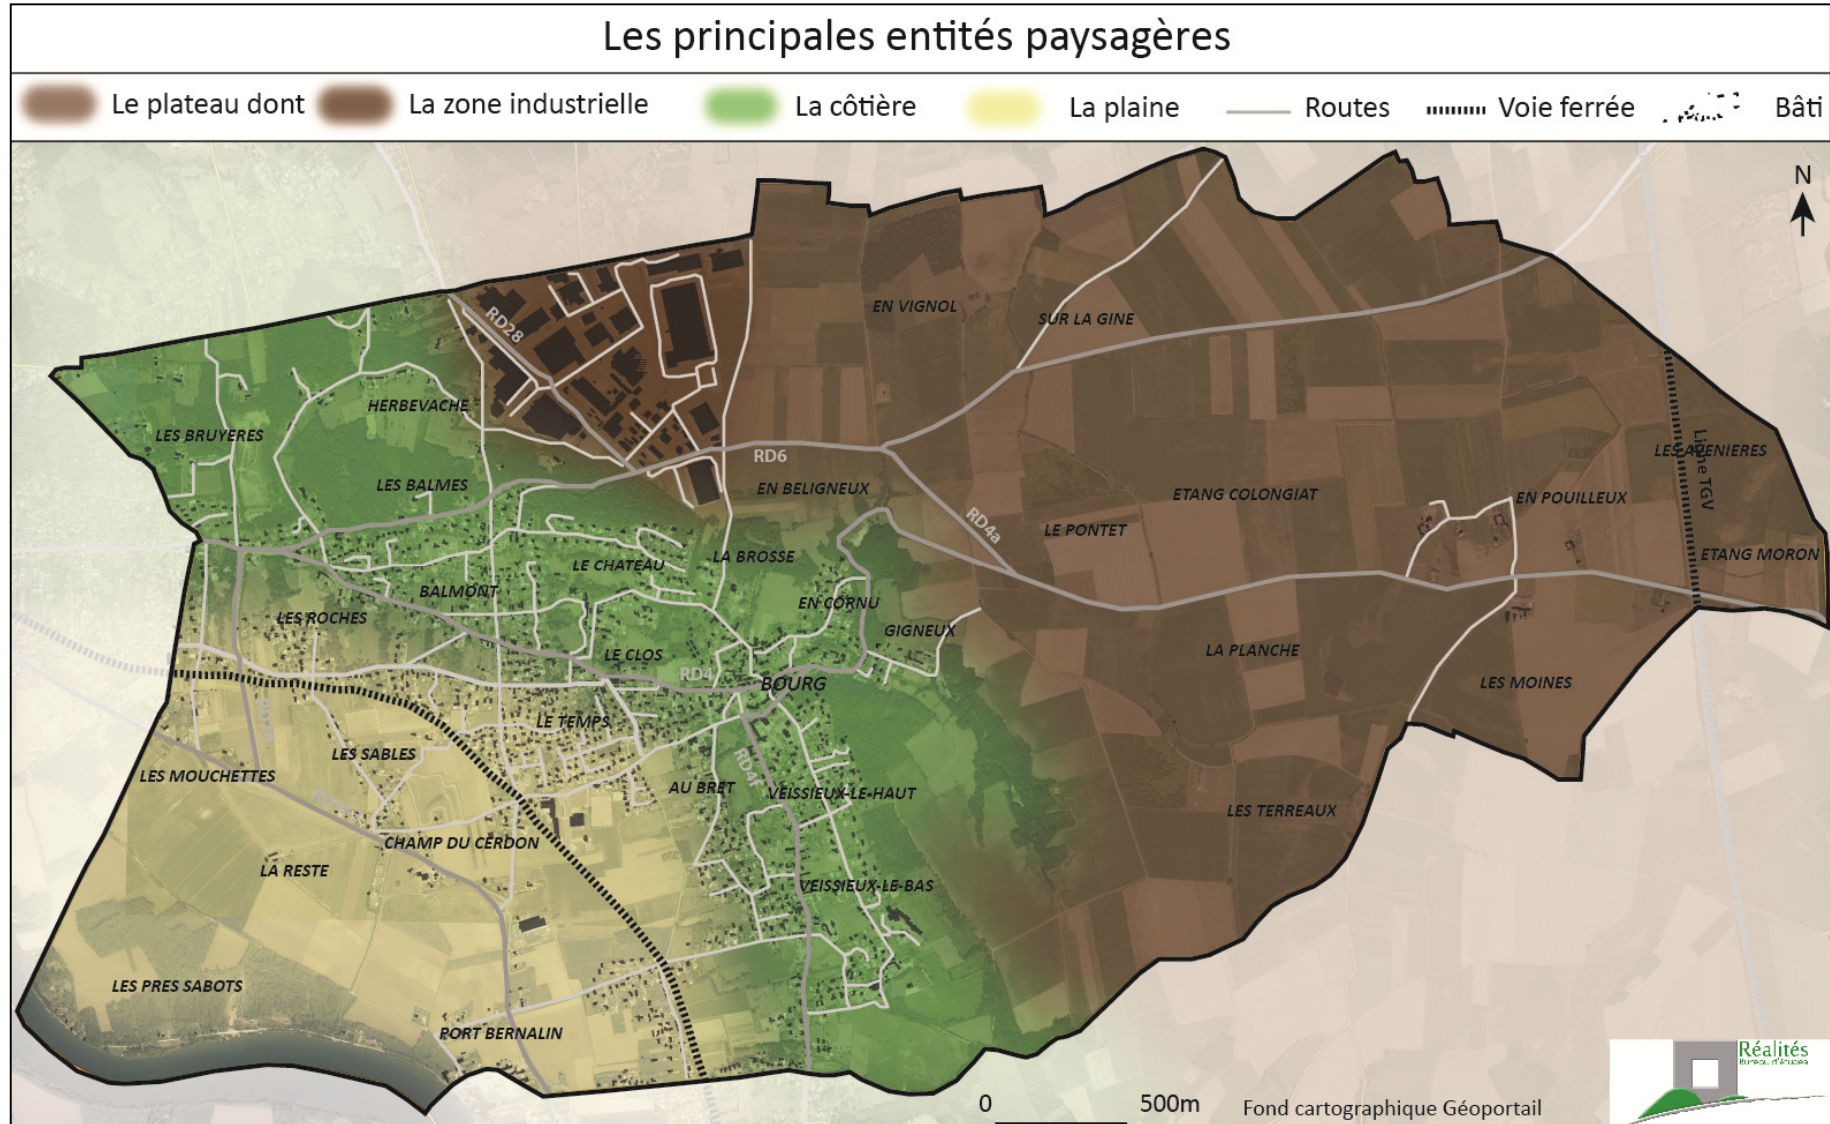 Les principales entités paysagères
Le plateau dont
La zone industrielle
La côtière
La plaine
Routes
Voie ferrée
Bâti
N
RD28
EN VIGNOL
SUR LA GINE
HERBEVACHE
LES BRUYERES
LES BALMES
RD6
EN BELIGNEUX
LES AVENIERES
Ligne TGV
ETANG COLONGIAT
EN POUILLEUX
RD4a
LE PONTET
ETANG MORON
LA BROSSE
LE CHATEAU
BALMONT
EN CORNU
LES ROCHES
GIGNEUX
LE CLOS
LA PLANCHE
RD4
BOURG
LES MOINES
LE TEMPS
LES SABLES
LES MOUCHETTES
AU BRET
VEISSIEUX-LE-HAUT
LES TERREAUX
CHAMP DU CERDON
LA RESTE
VEISSIEUX-LE-BAS
LES PRES SABOTS
PORT BERNALIN
0
500m
Fond cartographique Géoportail
Réalités
Bureau d'études